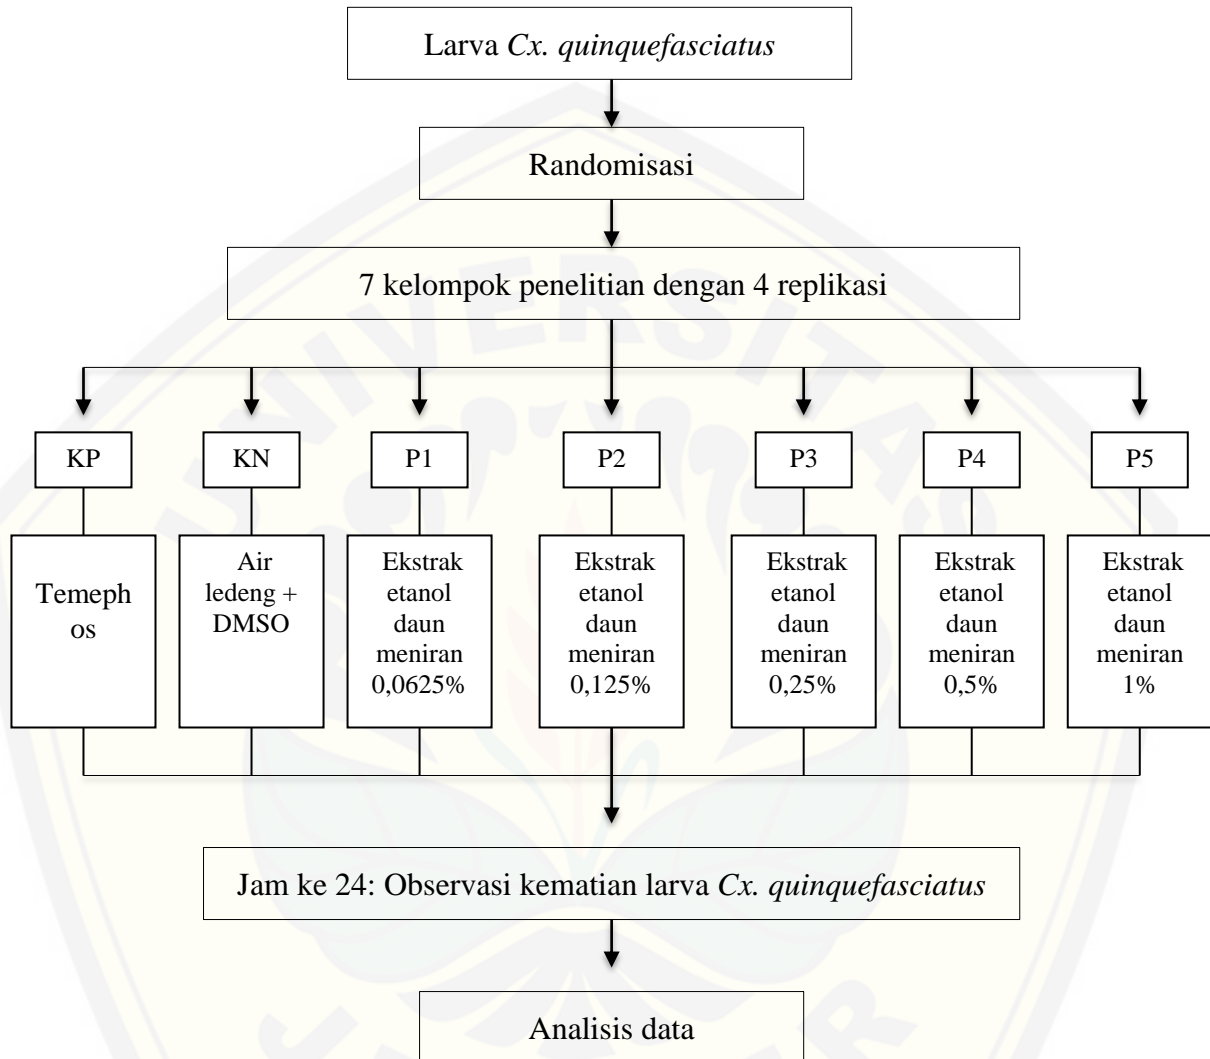 Larva Cx. quinquefasciatus
Randomisasi
7 kelompok penelitian dengan 4 replikasi
KP
KN
P1
P2
P3
P4
P5
Temeph
os
Air
ledeng +
DMSO
Ekstrak
etanol
daun
meniran
0,0625%
Ekstrak
etanol
daun
meniran
0,125%
Ekstrak
etanol
daun
meniran
0,25%
Ekstrak
etanol
daun
meniran
0,5%
Ekstrak
etanol
daun
meniran
1%
Jam ke 24: Observasi kematian larva Cx. quinquefasciatus
Analisis data
UNIVERSITAS